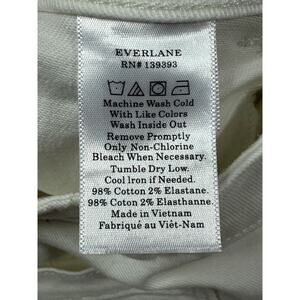 EVERLANE
RN# 139393
Machine Wash Cold
With Like Colors
Wash Inside Out
Remove Promptly
Only Non-Chlorine
Bleach When Necessary.
Tumble Dry Low.
Cool Iron if Needed.
98% Cotton 2% Elastane.
98% Cotton 2% Elasthanne.
Made in Vietnam
Fabriqué au Viêt-Nam